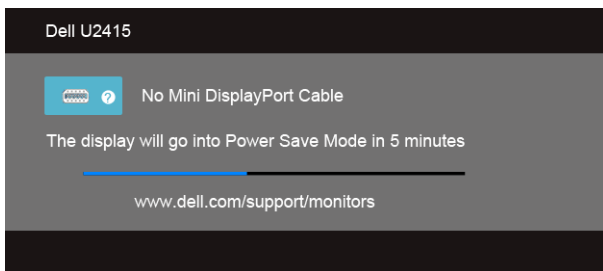 Dell U2415
No Mini DisplayPort Cable
The display will go into Power Save Mode in 5 minutes
www.dell.com/support/monitors